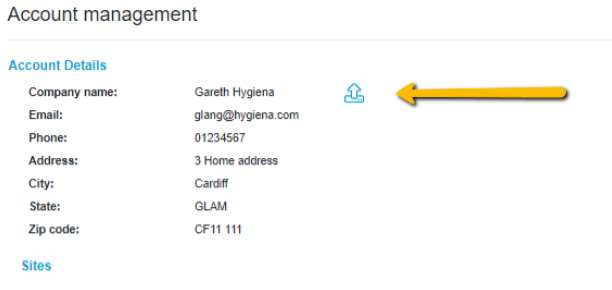 Account management
Account Details
Company name: Gareth Hygiena
Email: glang@hygiena.com
Phone: 01234567
Address: 3 Home address
City: Cardiff
State: GLAM
Zip code: CF11 111
Sites